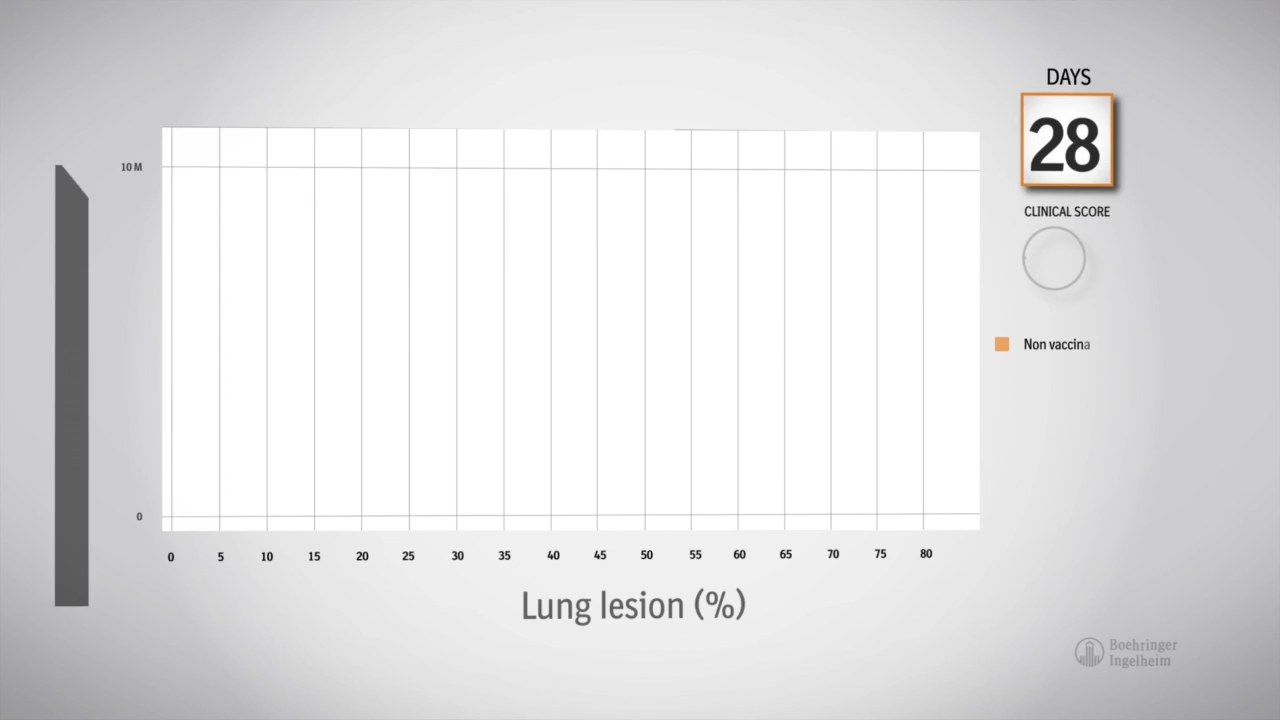 DAYS
28
CLINICAL SCORE
Non vaccina
10 M
0
0 5 10 15 20 25 30 35 40 45 50 55 60 65 70 75 80
Lung lesion (%)
Boehringer
Ingelheim